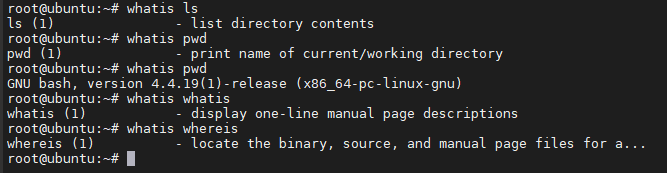 root@ubuntu:~# whatis ls
ls (1)               - list directory contents
root@ubuntu:~# whatis pwd
pwd (1)              - print name of current/working directory
root@ubuntu:~# whatis pwd
GNU bash, version 4.4.19(1)-release (x86_64-pc-linux-gnu)
root@ubuntu:~# whatis whatis
whatis (1)           - display one-line manual page descriptions
root@ubuntu:~# whatis whereis
whereis (1)          - locate the binary, source, and manual page files for a...
root@ubuntu:~#